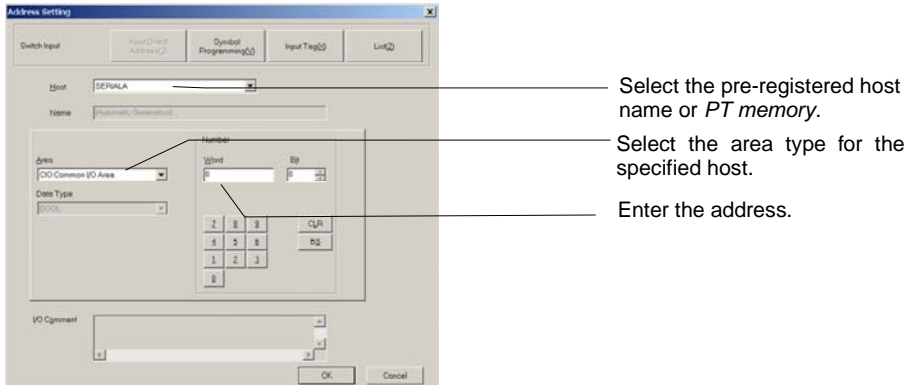 Address Setting
Switch Input
Input Direct
Address(Z)
Symbol
Programming(V)
Input Tag(X)
List(Z)
Host
SERIALA
Select the pre-registered host
name or PT memory.
Name
[Automatic Generation]
Number
Select the area type for the
specified host.
Area
Word
Bit
CIO Common I/O Area
0
0
Data Type
BOOL
Enter the address.
7 8 9 CLR
4 5 6 BS
1 2 3
0
I/O Comment
OK
Cancel